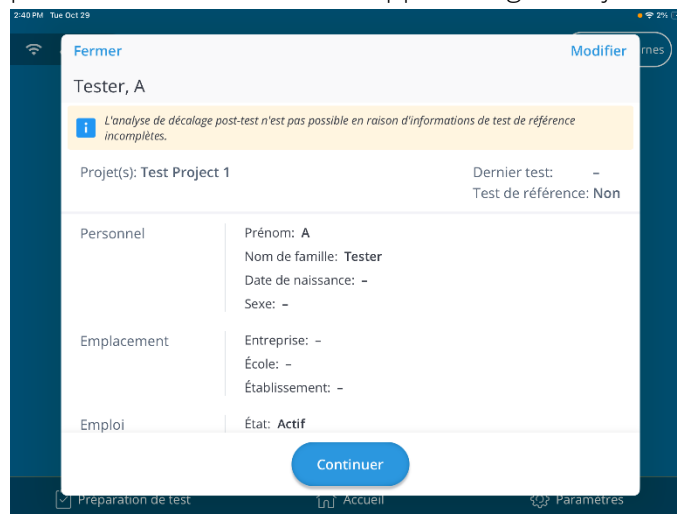 2:40 PM Tue Oct 29
2%
Fermer
Modifier
rnes
Tester, A
L'analyse de décalage post-test n'est pas possible en raison d'informations de test de référence
incomplètes.
Projet(s): Test Project 1
Dernier test: –
Test de référence: Non
Personnel
Prénom: A
Nom de famille: Tester
Date de naissance: –
Sexe: –
Emplacement
Entreprise: –
École: –
Établissement: –
Emploi
État: Actif
Continuer
Préparation de test
Accueil
Paramètres